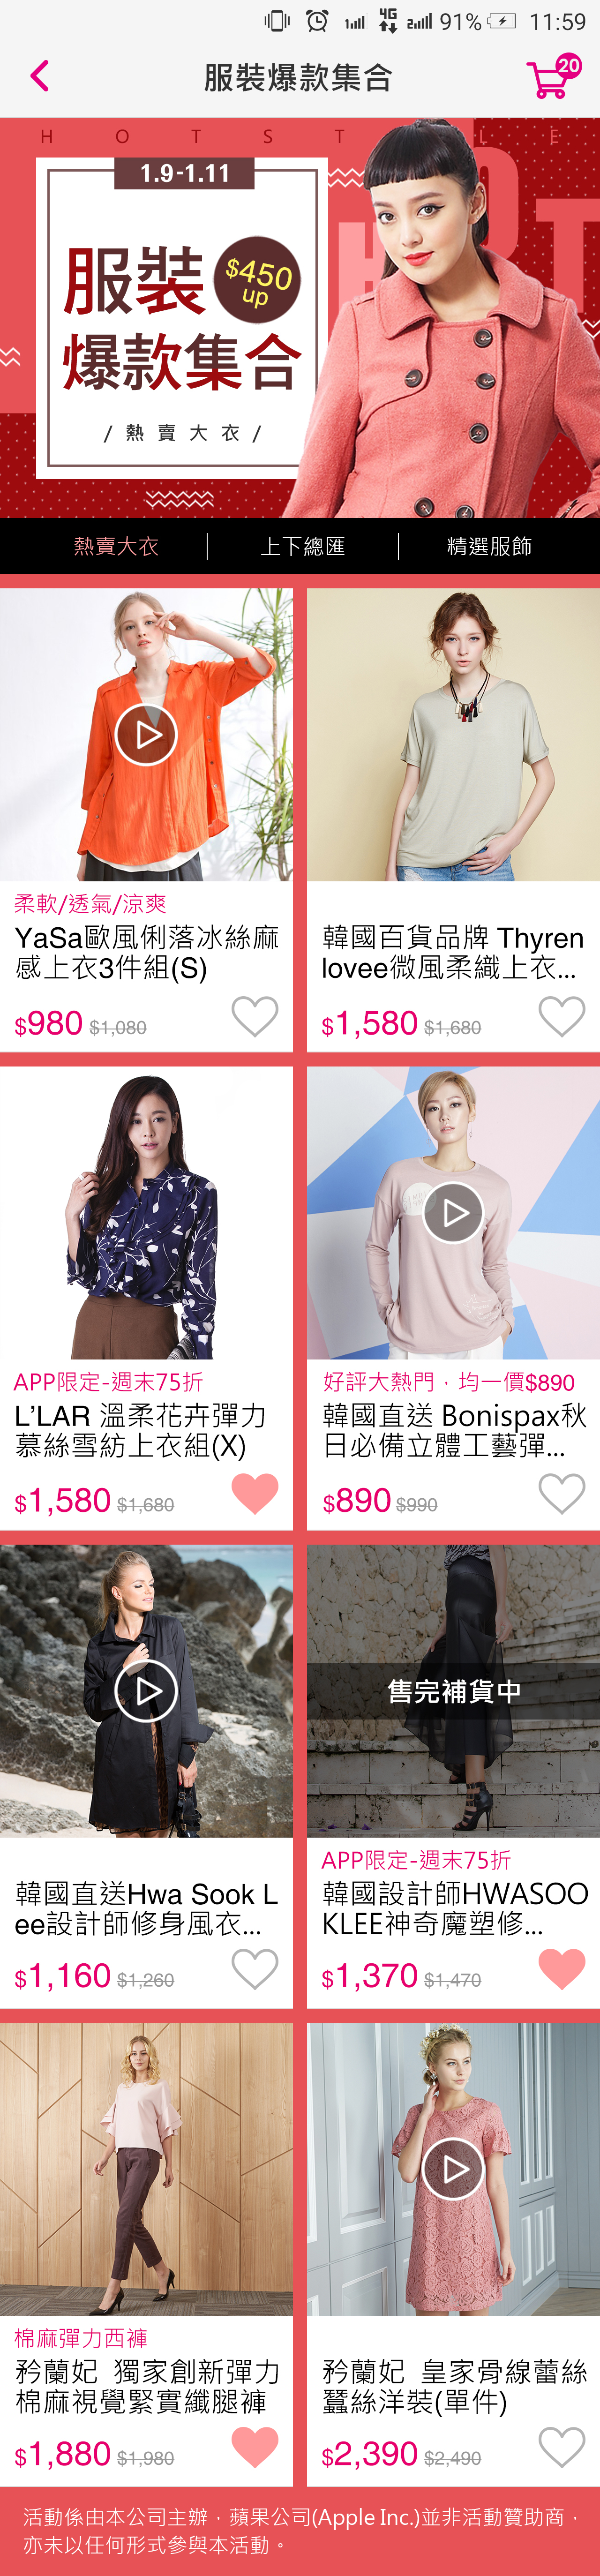 4G 91% 11:59
服裝爆款集合
20
H O T S T L E
HOT
1.9-1.11
服裝
$450
up
爆款集合
/ 熱賣大衣 /
熱賣大衣 上下總匯 精選服飾
柔軟/透氣/涼爽
YaSa歐風俐落冰絲麻
感上衣3件組(S)
$980 $1,080
韓國百貨品牌 Thyren
lovee微風柔織上衣...
$1,580 $1,680
APP限定-週末75折
L’LAR 溫柔花卉彈力
慕絲雪紡上衣組(X)
$1,580 $1,680
好評大熱門，均一價$890
韓國直送 Bonispax秋
日必備立體工藝彈...
$890 $990
韓國直送Hwa Sook L
ee設計師修身風衣...
$1,160 $1,260
售完補貨中
APP限定-週末75折
韓國設計師HWASOO
KLEE神奇魔塑修...
$1,370 $1,470
棉麻彈力西褲
矜蘭妃 獨家創新彈力
棉麻視覺緊實纖腿褲
$1,880 $1,980
矜蘭妃 皇家骨線蕾絲
蠶絲洋裝(單件)
$2,390 $2,490
活動係由本公司主辦，蘋果公司(Apple Inc.)並非活動贊助商，
亦未以任何形式參與本活動。